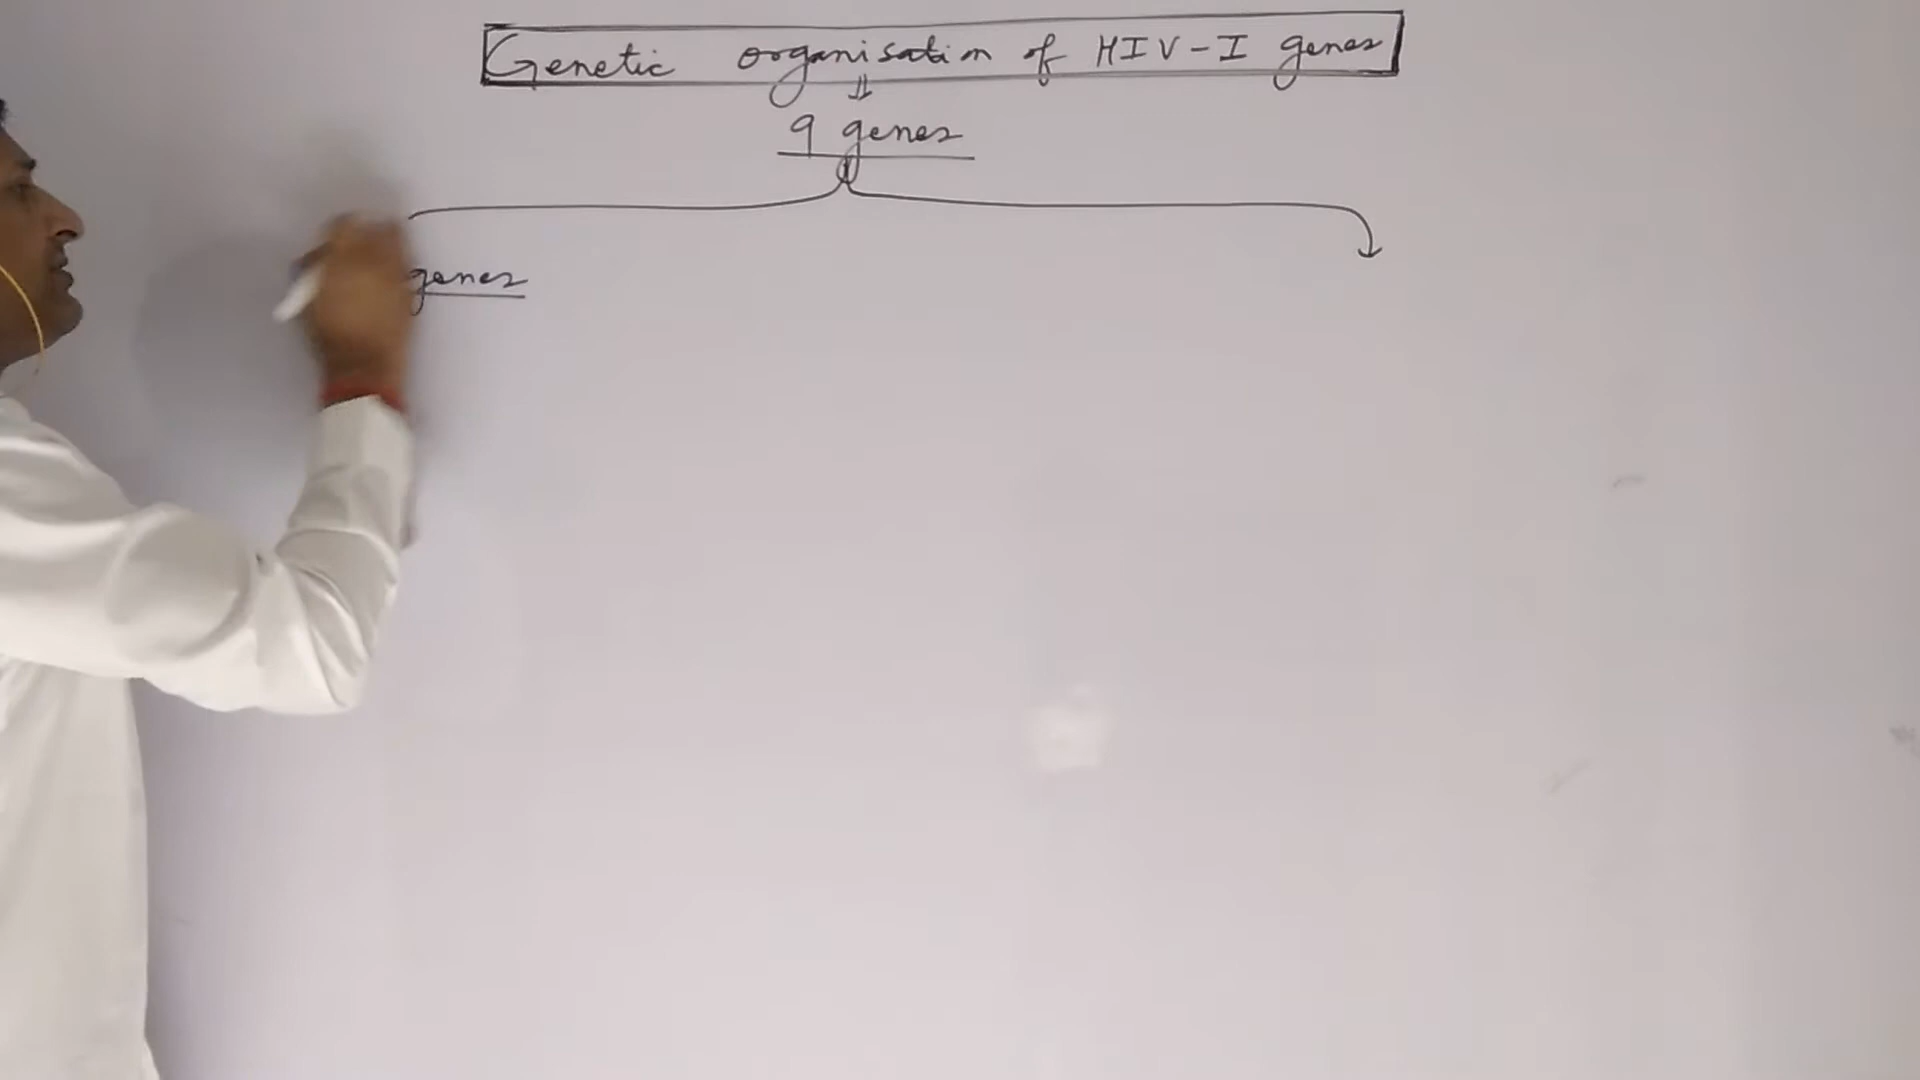 Genetic organisation of HIV-I genes
9 genes
genes